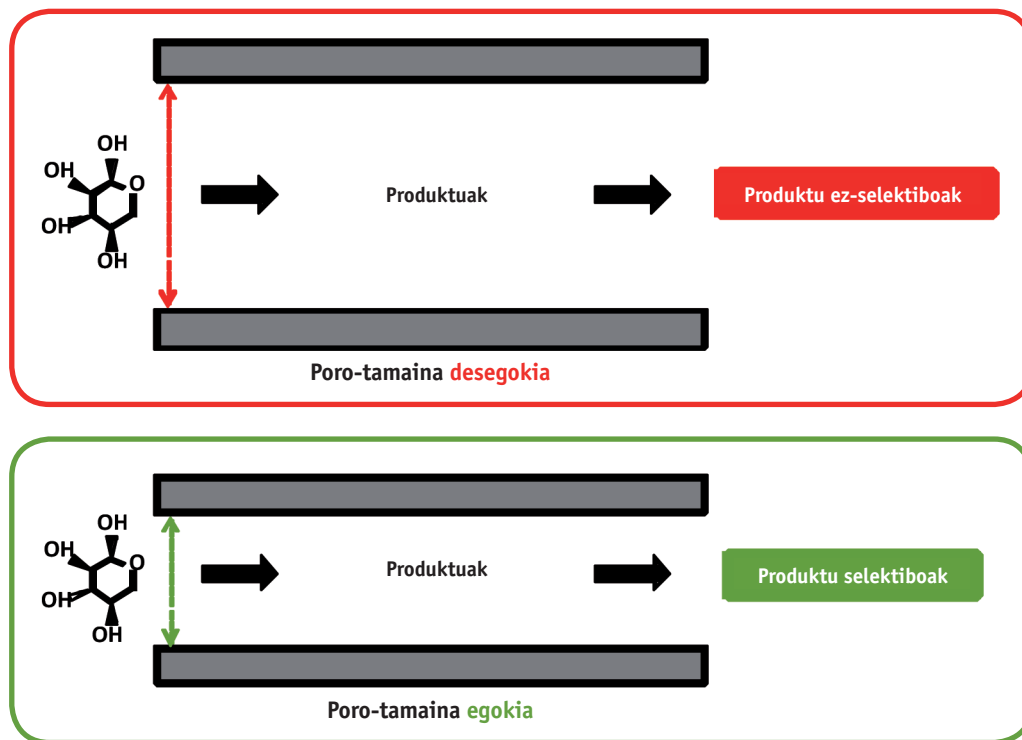 OH
OH
O
OH
OH
Produktuak
Produktu ez-selektiboak
Poro-tamaina desegokia
OH
OH
O
OH
OH
Produktuak
Produktu selektiboak
Poro-tamaina egokia